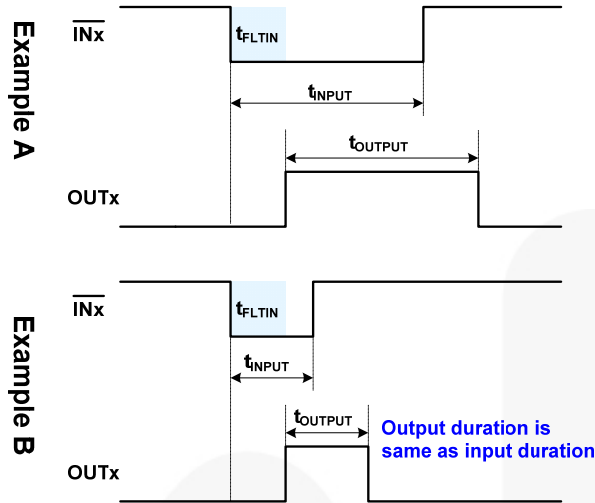 Example A
INx
tFLTIN
tINPUT
tOUTPUT
OUTx
Example B
INx
tFLTIN
tINPUT
tOUTPUT
Output duration is
same as input duration
OUTx